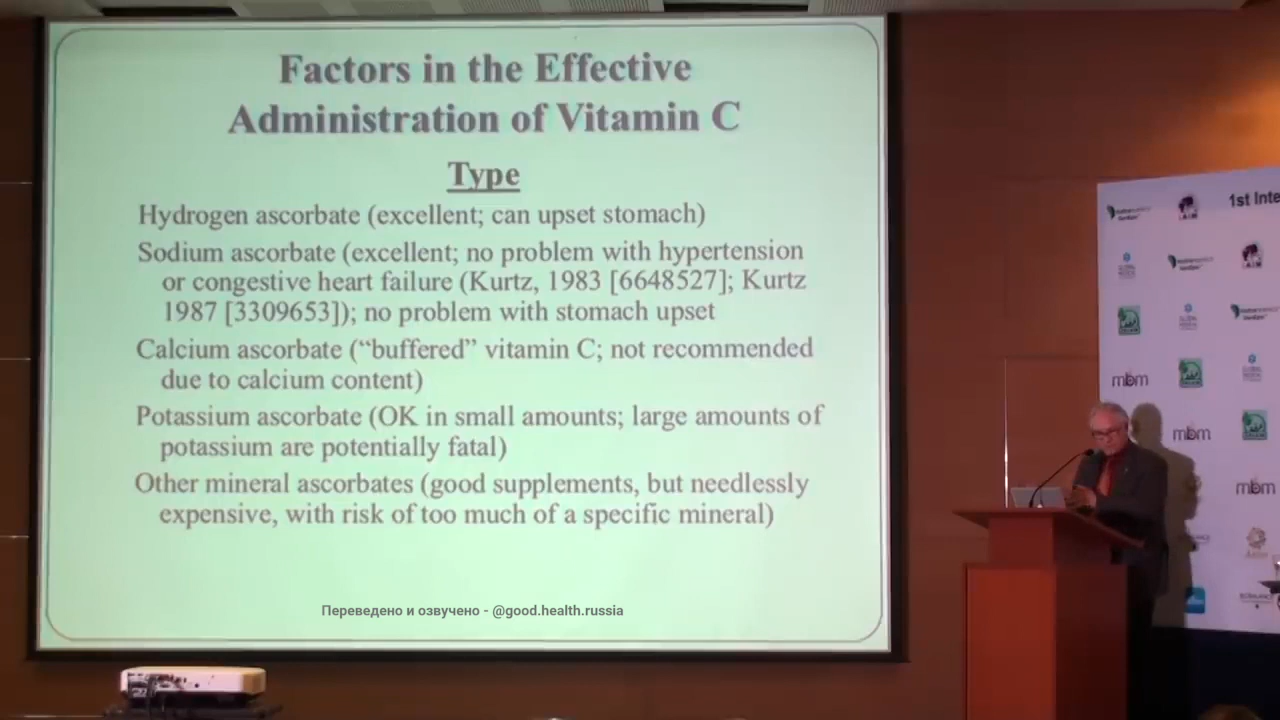 Factors in the Effective
Administration of Vitamin C
Type
Hydrogen ascorbate (excellent; can upset stomach)
Sodium ascorbate (excellent; no problem with hypertension
or congestive heart failure (Kurtz, 1983 [6648527]; Kurtz
1987 [3309653]); no problem with stomach upset
Calcium ascorbate (“buffered” vitamin C; not recommended
due to calcium content)
Potassium ascorbate (OK in small amounts; large amounts of
potassium are potentially fatal)
Other mineral ascorbates (good supplements, but needlessly
expensive, with risk of too much of a specific mineral)
Переведено и озвучено - @good.health.russia
1st Inte
mbm
mbm
mbm